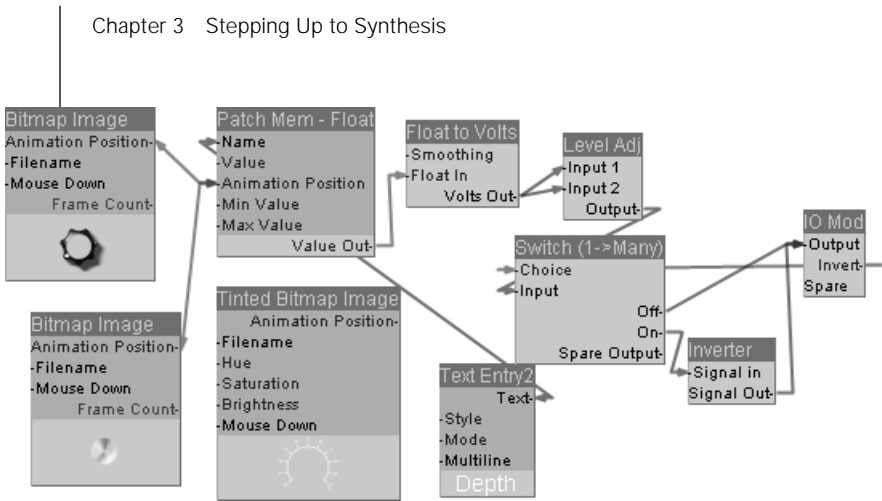 Chapter 3 Stepping Up to Synthesis
Bitmap Image
Animation Position
Filename
Mouse Down
Frame Count
Bitmap Image
Animation Position
Filename
Mouse Down
Frame Count
Patch Mem - Float
Name
Value
Animation Position
Min Value
Max Value
Value Out
Tinted Bitmap Image
Animation Position
Filename
Hue
Saturation
Brightness
Mouse Down
Float to Volts
Smoothing
Float In
Volts Out
Text Entry2
Text
Style
Mode
Multiline
Depth
Level Adj
Input 1
Input 2
Output
Switch (1->Many)
Choice
Input
Off
On
Spare Output
Inverter
Signal in
Signal Out
IO Mod
Output
Invert
Spare